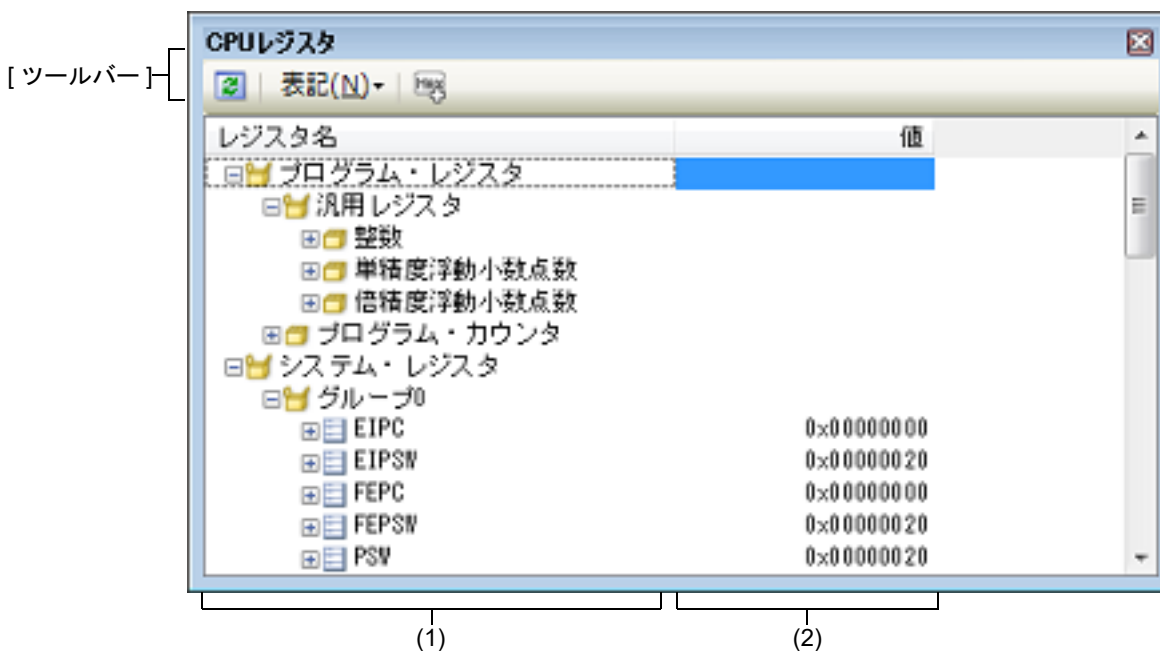 CPUレジスタ
[ツールバー]
表記(N)
Hex
レジスタ名 値
プログラム・レジスタ
汎用レジスタ
整数
単精度浮動小数点数
倍精度浮動小数点数
プログラム・カウンタ
システム・レジスタ
グループ0
EIPC 0x00000000
EIPSW 0x00000020
FEPC 0x00000000
FEPSW 0x00000020
PSW 0x00000020
(1) (2)